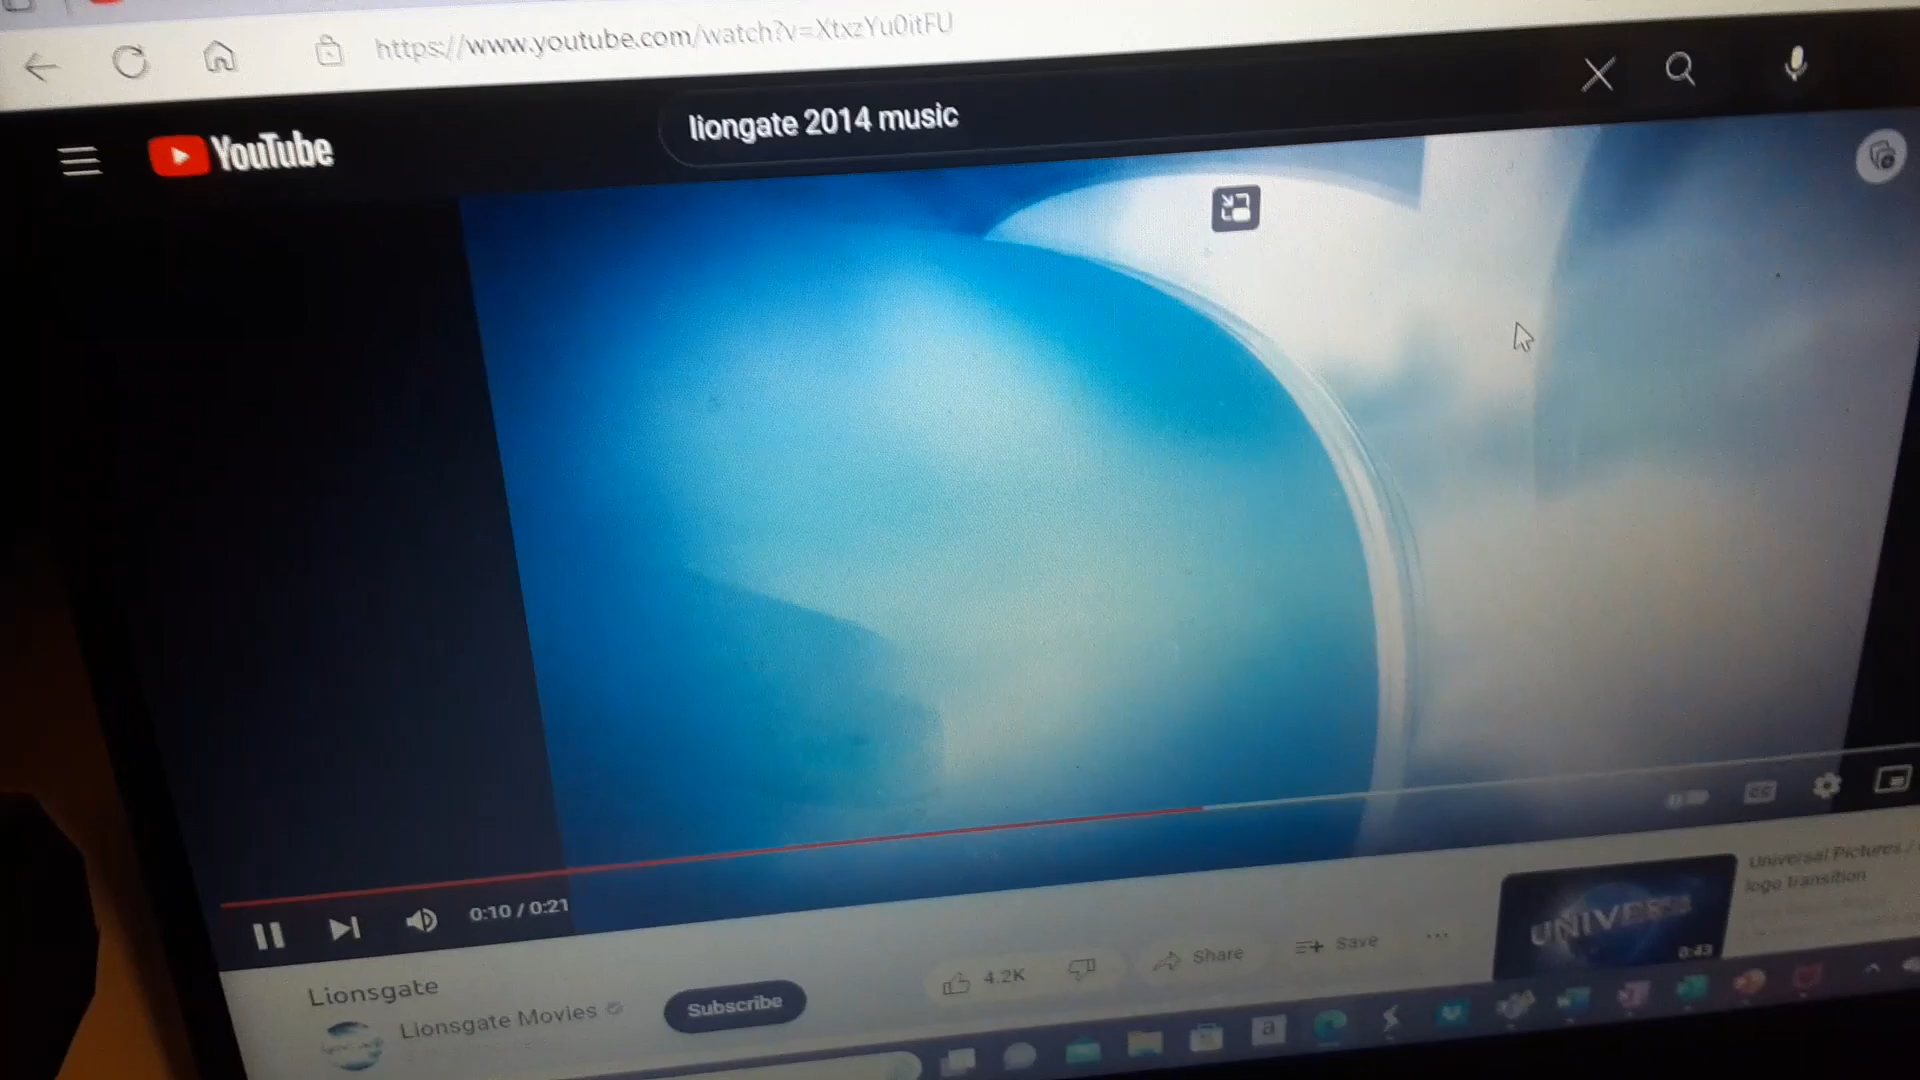 https://www.youtube.com/watch?v=XtxzYu0itFU
YouTube
liongate 2014 music
0:10 / 0:21
Lionsgate
Lionsgate Movies
Subscribe
4.2K
Share
Save
Universal Pictures /
logo transition
UNIVERSA
0:43